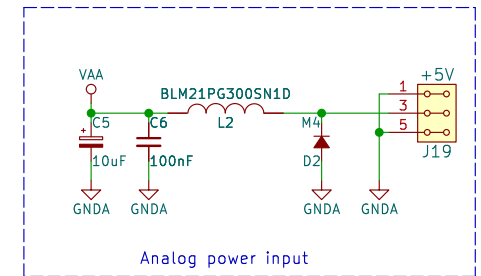 VAA
+5V
BLM21PG300SN1D
1
C5
C6
L2
M4
3
+
5
10uF
100nF
D2
J19
GNDA
GNDA
GNDA
GNDA
Analog power input